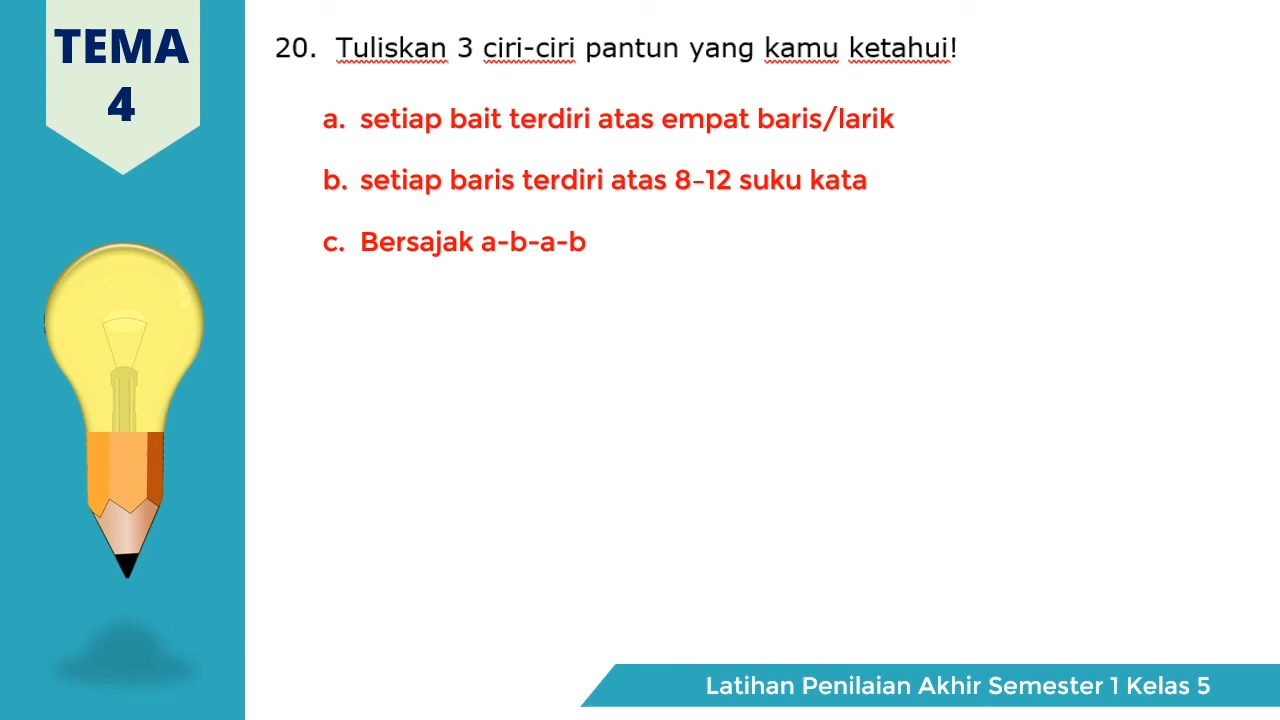 TEMA
4
20. Tuliskan 3 ciri-ciri pantun yang kamu ketahui!
a. setiap bait terdiri atas empat baris/larik
b. setiap baris terdiri atas 8-12 suku kata
c. Bersajak a-b-a-b
Latihan Penilaian Akhir Semester 1 Kelas 5